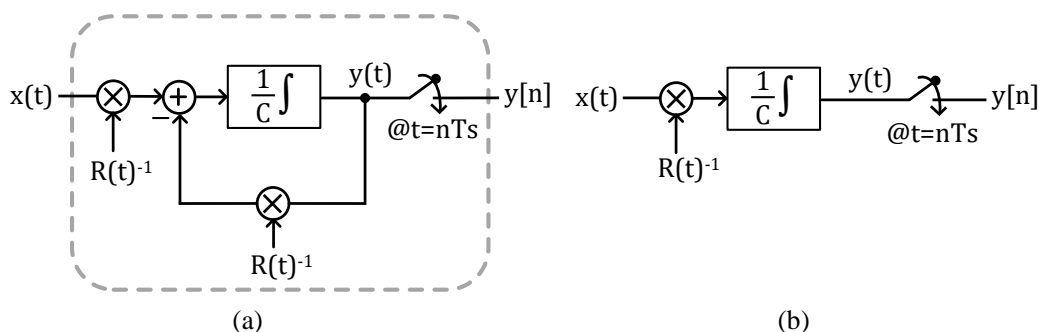 x(t)
R(t)⁻¹
−
+
1/C ∫
y(t)
@t=nTs
y[n]
R(t)⁻¹
(a)
x(t)
R(t)⁻¹
1/C ∫
y(t)
@t=nTs
y[n]
(b)